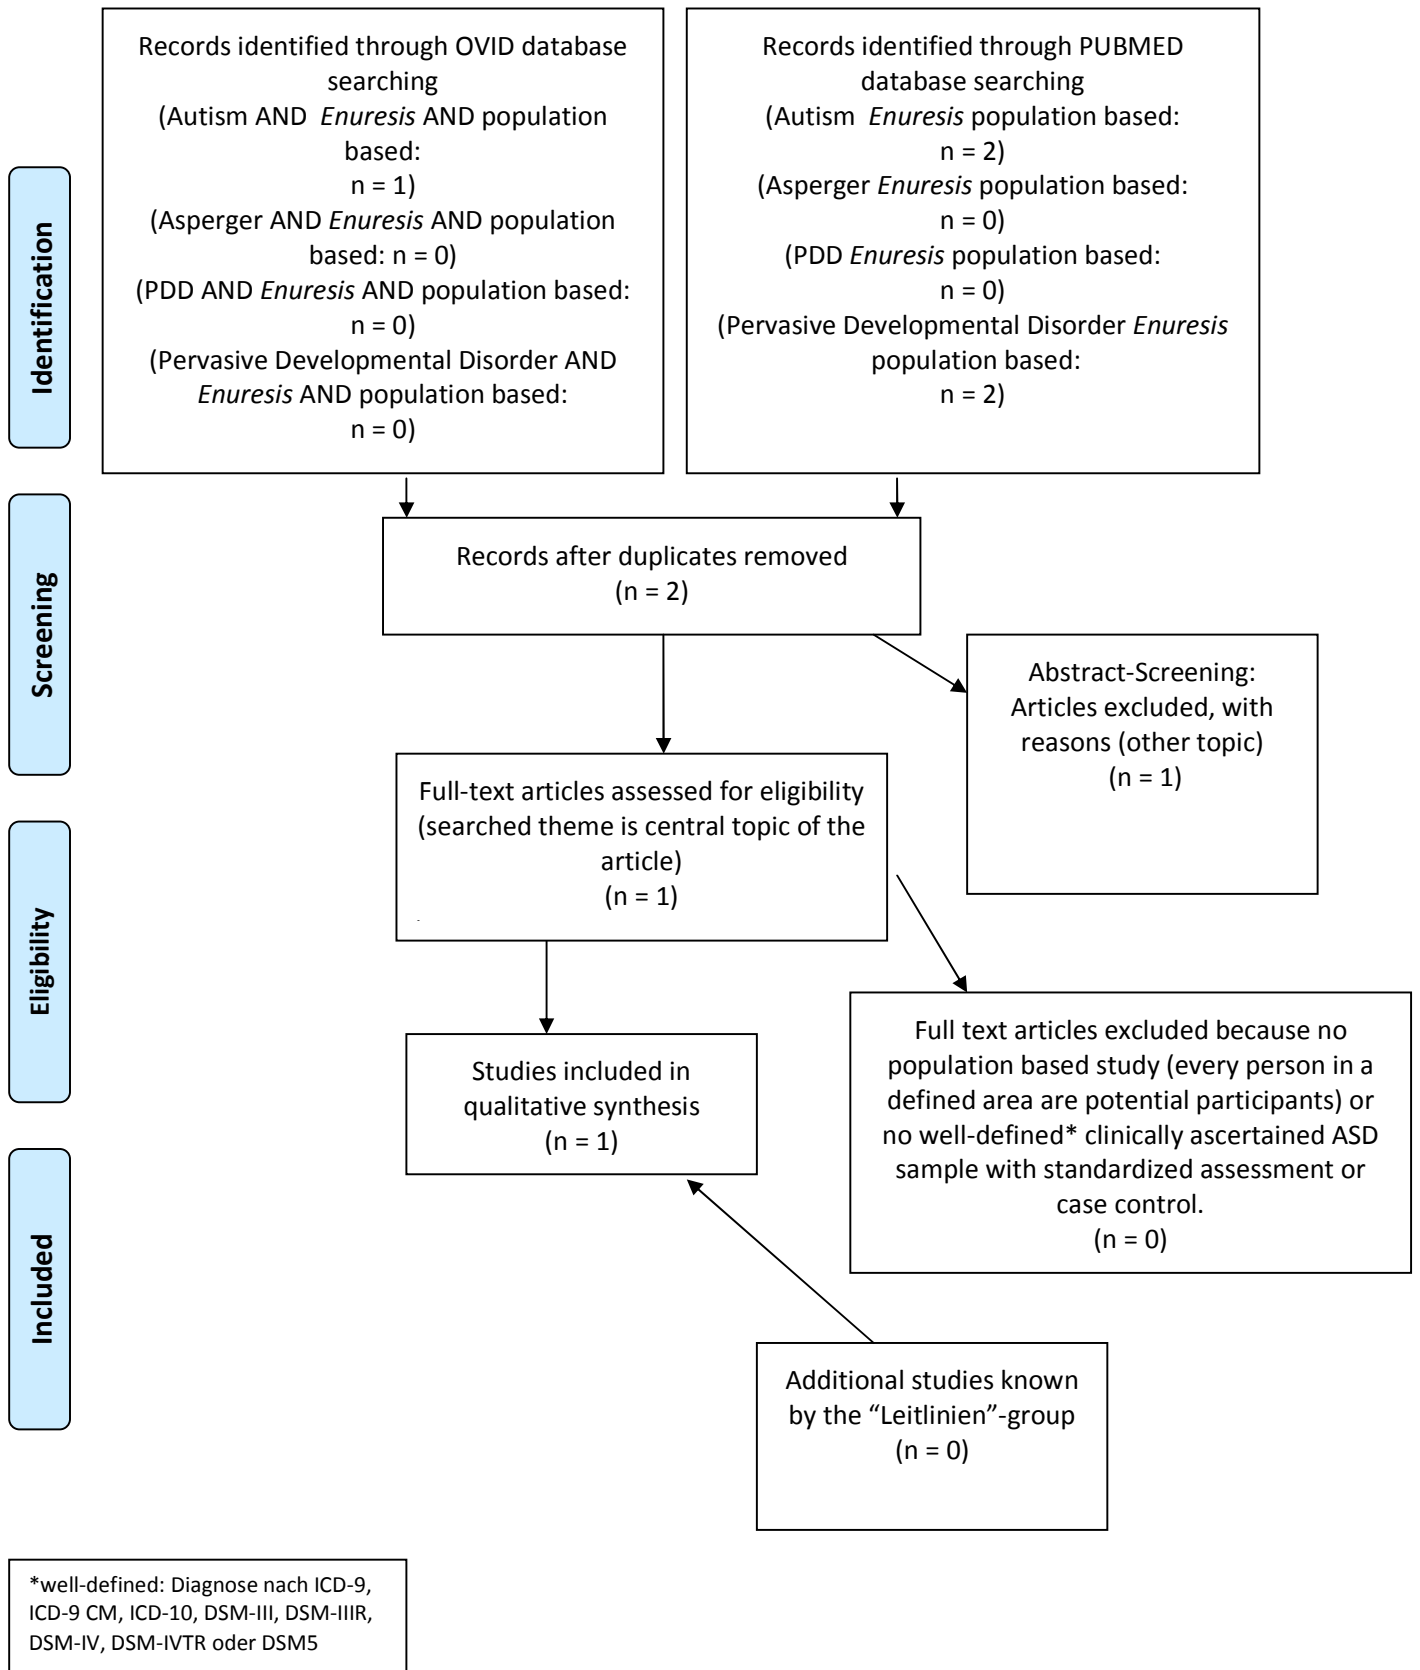 Records identified through OVID database
searching
(Autism AND Enuresis AND population
based:
n = 1)
(Asperger AND Enuresis AND population
based: n = 0)
(PDD AND Enuresis AND population based:
n = 0)
(Pervasive Developmental Disorder AND
Enuresis AND population based:
n = 0)
Records identified through PUBMED
database searching
(Autism Enuresis population based:
n = 2)
(Asperger Enuresis population based:
n = 0)
(PDD Enuresis population based:
n = 0)
(Pervasive Developmental Disorder Enuresis
population based:
n = 2)
Identification
Records after duplicates removed
(n = 2)
Screening
Abstract-Screening:
Articles excluded, with
reasons (other topic)
(n = 1)
Full-text articles assessed for eligibility
(searched theme is central topic of the
article)
(n = 1)
Eligibility
Full text articles excluded because no
population based study (every person in a
defined area are potential participants) or
no well-defined* clinically ascertained ASD
sample with standardized assessment or
case control.
(n = 0)
Studies included in
qualitative synthesis
(n = 1)
Included
Additional studies known
by the “Leitlinien”-group
(n = 0)
*well-defined: Diagnose nach ICD-9,
ICD-9 CM, ICD-10, DSM-III, DSM-IIIR,
DSM-IV, DSM-IVTR oder DSM5